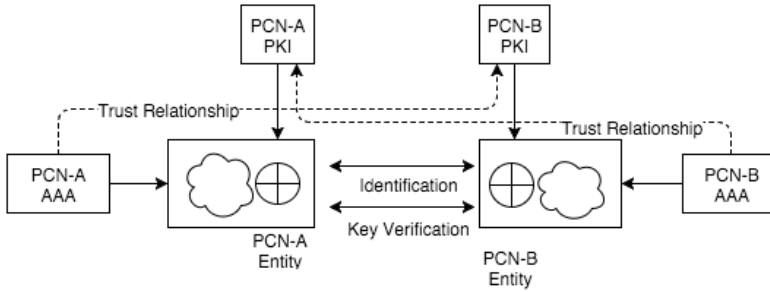 PCN-A
PKI
PCN-B
PKI
Trust Relationship
Trust Relationship
PCN-A
AAA
PCN-B
AAA
Identification
Key Verification
PCN-A
Entity
PCN-B
Entity